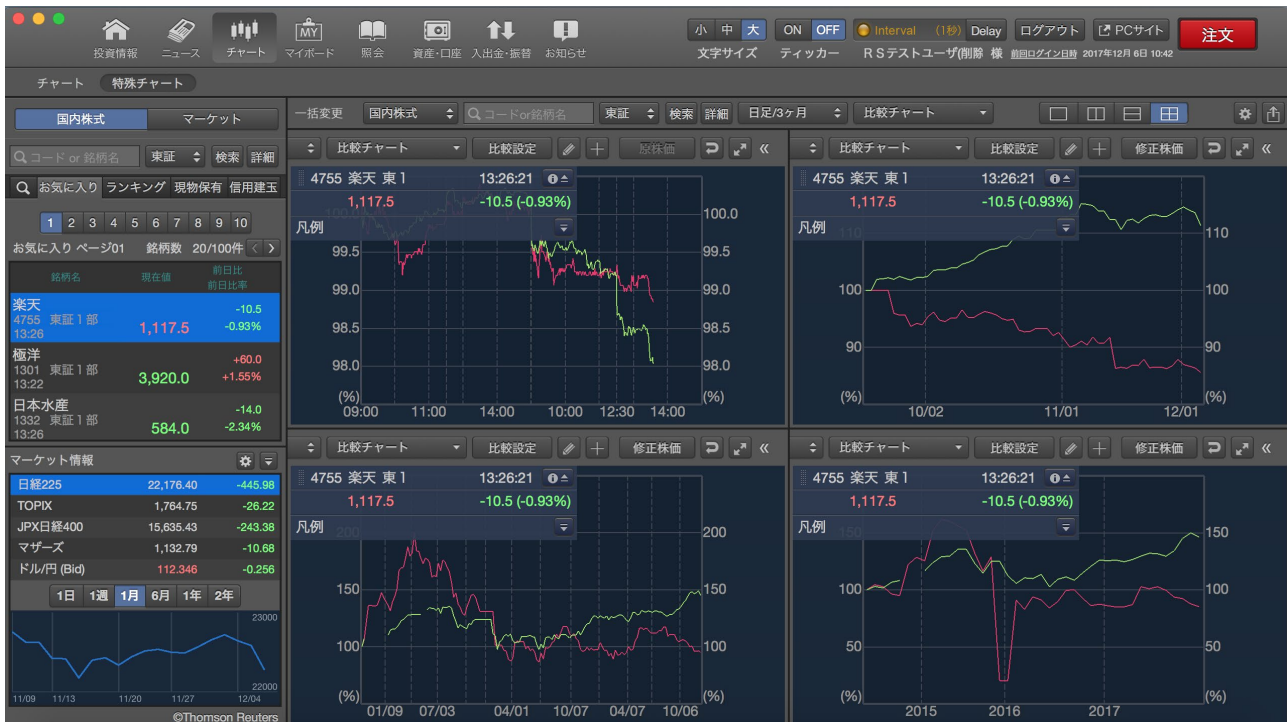 投資情報 ニュース チャート マイボード 照会 資産・口座 入出金・振替 お知らせ
MY
小 中 大 ON OFF Interval (1秒) Delay ログアウト PCサイト 注文
文字サイズ ティッカー RSテストユーザ(削除 様 前回ログイン日時 2017年12月 6日 10:42
チャート 特殊チャート
国内株式 マーケット
コード or 銘柄名 東証 検索 詳細
お気に入り ランキング 現物保有 信用建玉
1 2 3 4 5 6 7 8 9 10
お気に入り ページ01 銘柄数 20/100件 < >
銘柄名 現在値 前日比
前日比率
楽天 -10.5
4755 東証1部 1,117.5 -0.93%
13:26
極洋 +60.0
1301 東証1部 3,920.0 +1.55%
13:22
日本水産 -14.0
1332 東証1部 584.0 -2.34%
13:26
マーケット情報
日経225 22,176.40 -445.98
TOPIX 1,764.75 -26.22
JPX日経400 15,635.43 -243.38
マザーズ 1,132.79 -10.68
ドル/円 (Bid) 112.346 -0.256
1日 1週 1月 6月 1年 2年
23000
22000
11/09 11/13 11/20 11/27 12/04
©Thomson Reuters
一括変更 国内株式 コードor銘柄名 東証 検索 詳細 日足/3ヶ月 比較チャート
比較チャート 比較設定 原株価
4755 楽天 東1 13:26:21
1,117.5 -10.5 (-0.93%)
凡例
100.0 100.0
99.5 99.5
99.0 99.0
98.5 98.5
98.0 98.0
(%) (%)
09:00 11:00 14:00 10:00 12:30 14:00
比較チャート 比較設定 修正株価
4755 楽天 東1 13:26:21
1,117.5 -10.5 (-0.93%)
凡例
110 110
100 100
90 90
(%) (%)
10/02 11/01 12/01
比較チャート 比較設定 修正株価
4755 楽天 東1 13:26:21
1,117.5 -10.5 (-0.93%)
凡例
200 200
150 150
100 100
(%) (%)
01/09 07/03 04/01 10/07 04/07 10/06
比較チャート 比較設定 修正株価
4755 楽天 東1 13:26:21
1,117.5 -10.5 (-0.93%)
凡例
150 150
100 100
50 50
(%) (%)
2015 2016 2017